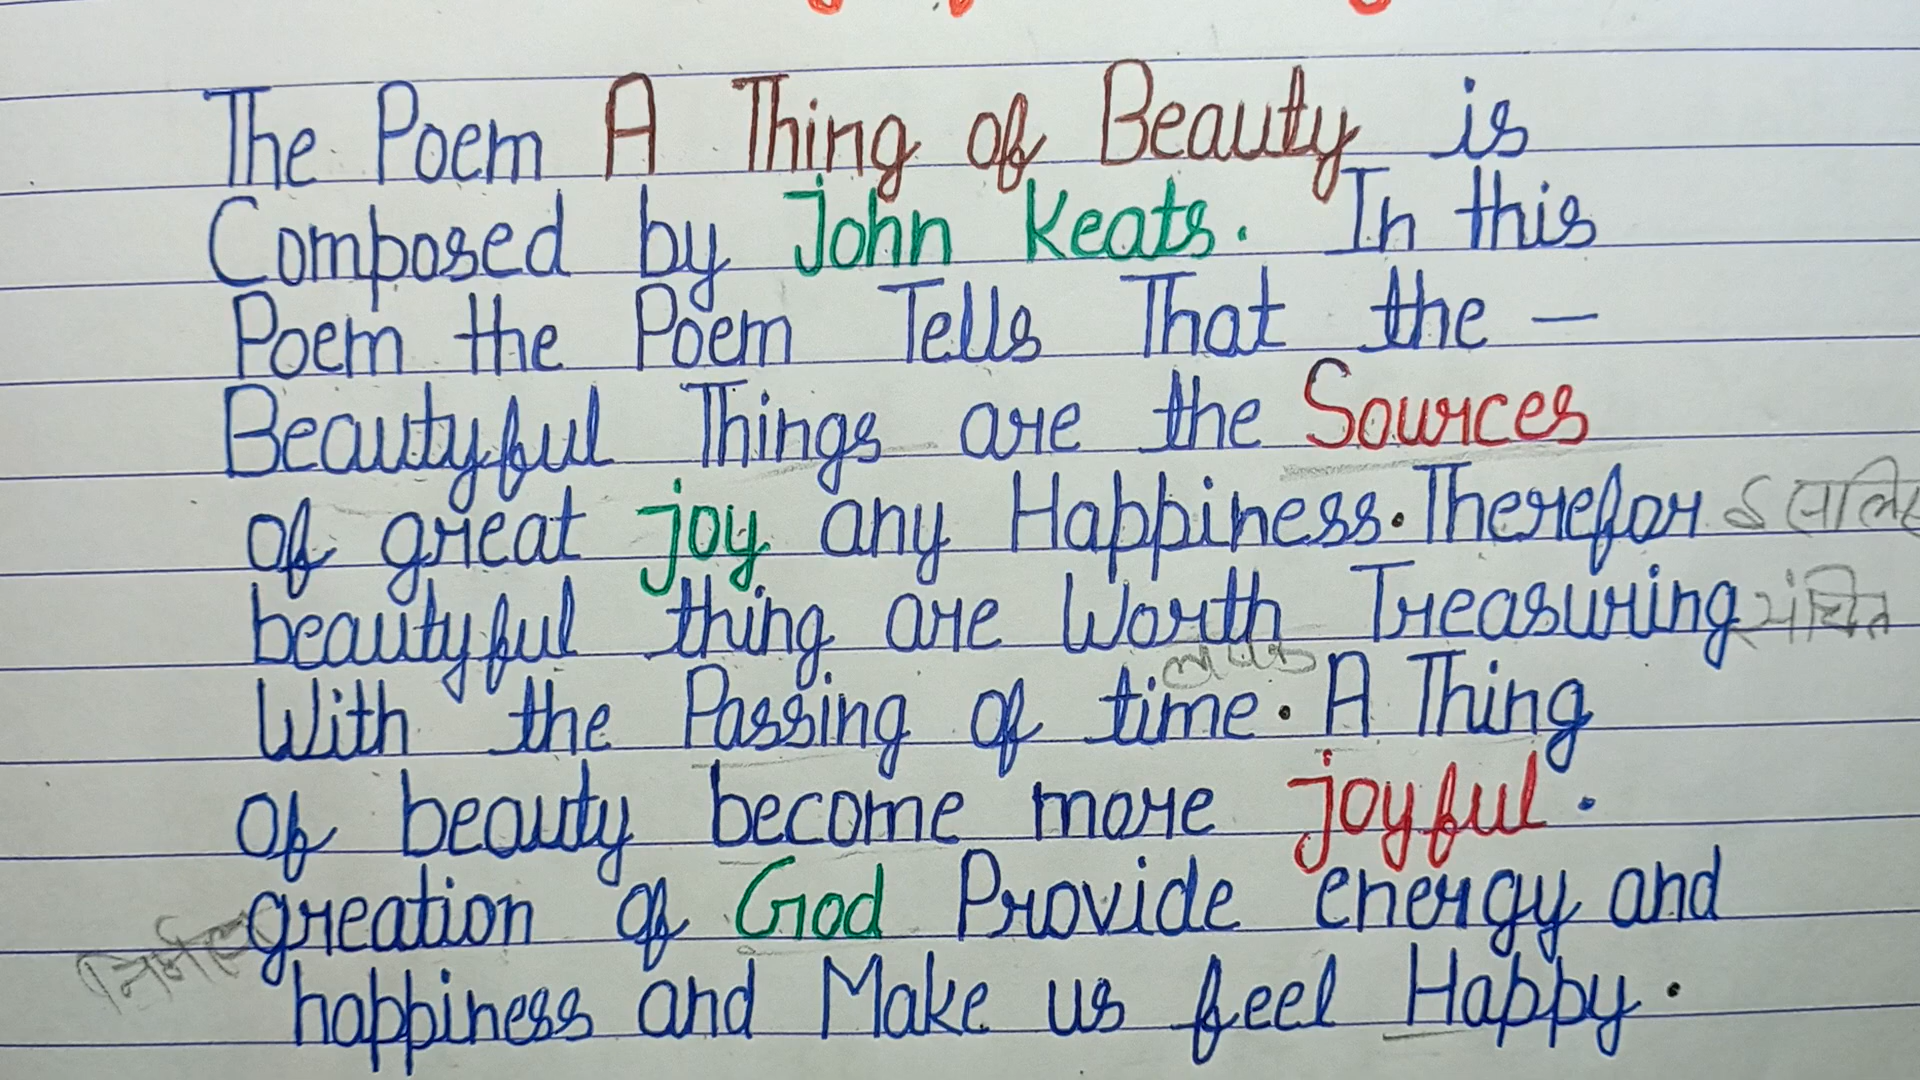 The Poem A Thing of Beauty is
Composed by John Keats. In this
Poem the Poem Tells That the —
Beautyful Things are the Sources
of great joy any Happiness. Therefor
beautyful thing are Worth Treasuring संचित
With the Passing of time. A Thing
of beauty become more joyful.
greation of God Provide energy and
happiness and Make us feel Happy.